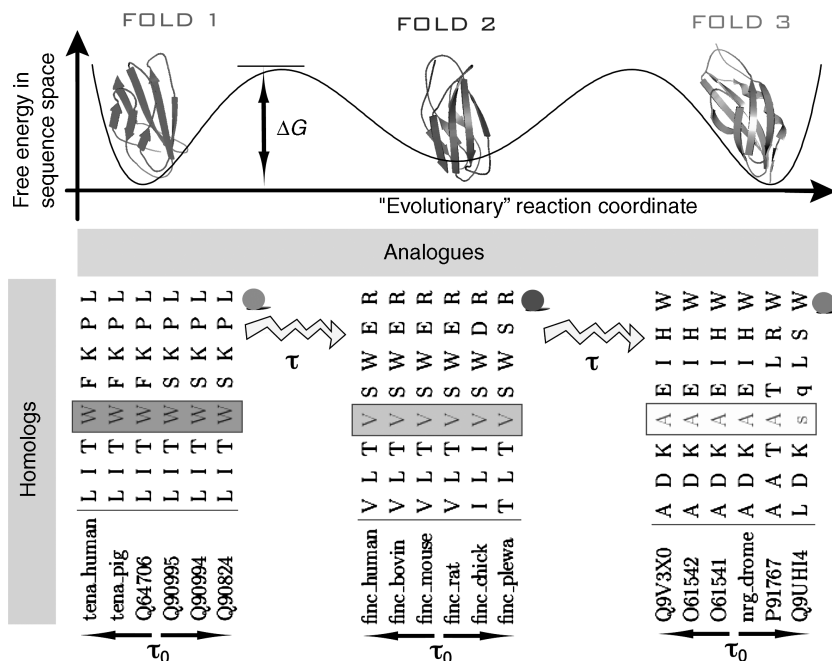 FOLD 1
FOLD 2
FOLD 3
Free energy in
sequence space
ΔG
"Evolutionary" reaction coordinate
Analogues
Homologs
tena_human L I T W F K P L
tena_pig L I T W F K P L
Q64706 L I T W F K P L
Q90995 L I T W S K P L
Q90994 L I T W S K P L
Q90824 L I T W S K P L
τ0
τ
finc_human V L T V S W E R
finc_bovin V L T V S W E R
finc_mouse V L T V S W E R
finc_rat V L T V S W E R
finc_chick I L I V S W D R
finc_plewa T L T V S W S R
τ
Q9V3X0 A D K A E I H W
O61542 A D K A E I H W
O61541 A D K A E I H W
nrg_drome A D K A E I H W
P91767 A A T A T L R W
Q9UHI4 L D K s q L S W
τ0